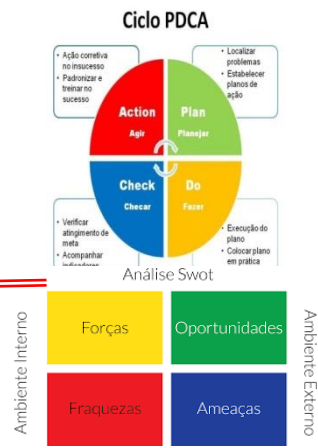 Ciclo PDCA
• Ação corretiva
no insucesso
• Padronizar e
treinar no
sucesso
• Localizar
problemas
• Estabelecer
planos de
ação
Action
Agir
Plan
Planejar
Check
Checar
Do
Fazer
• Verificar
atingimento de
meta
• Acompanhar
indicadores
• Execução do
plano
• Colocar plano
em prática
Análise Swot
Ambiente Interno
Forças
Oportunidades
Fraquezas
Ameaças
Ambiente Externo